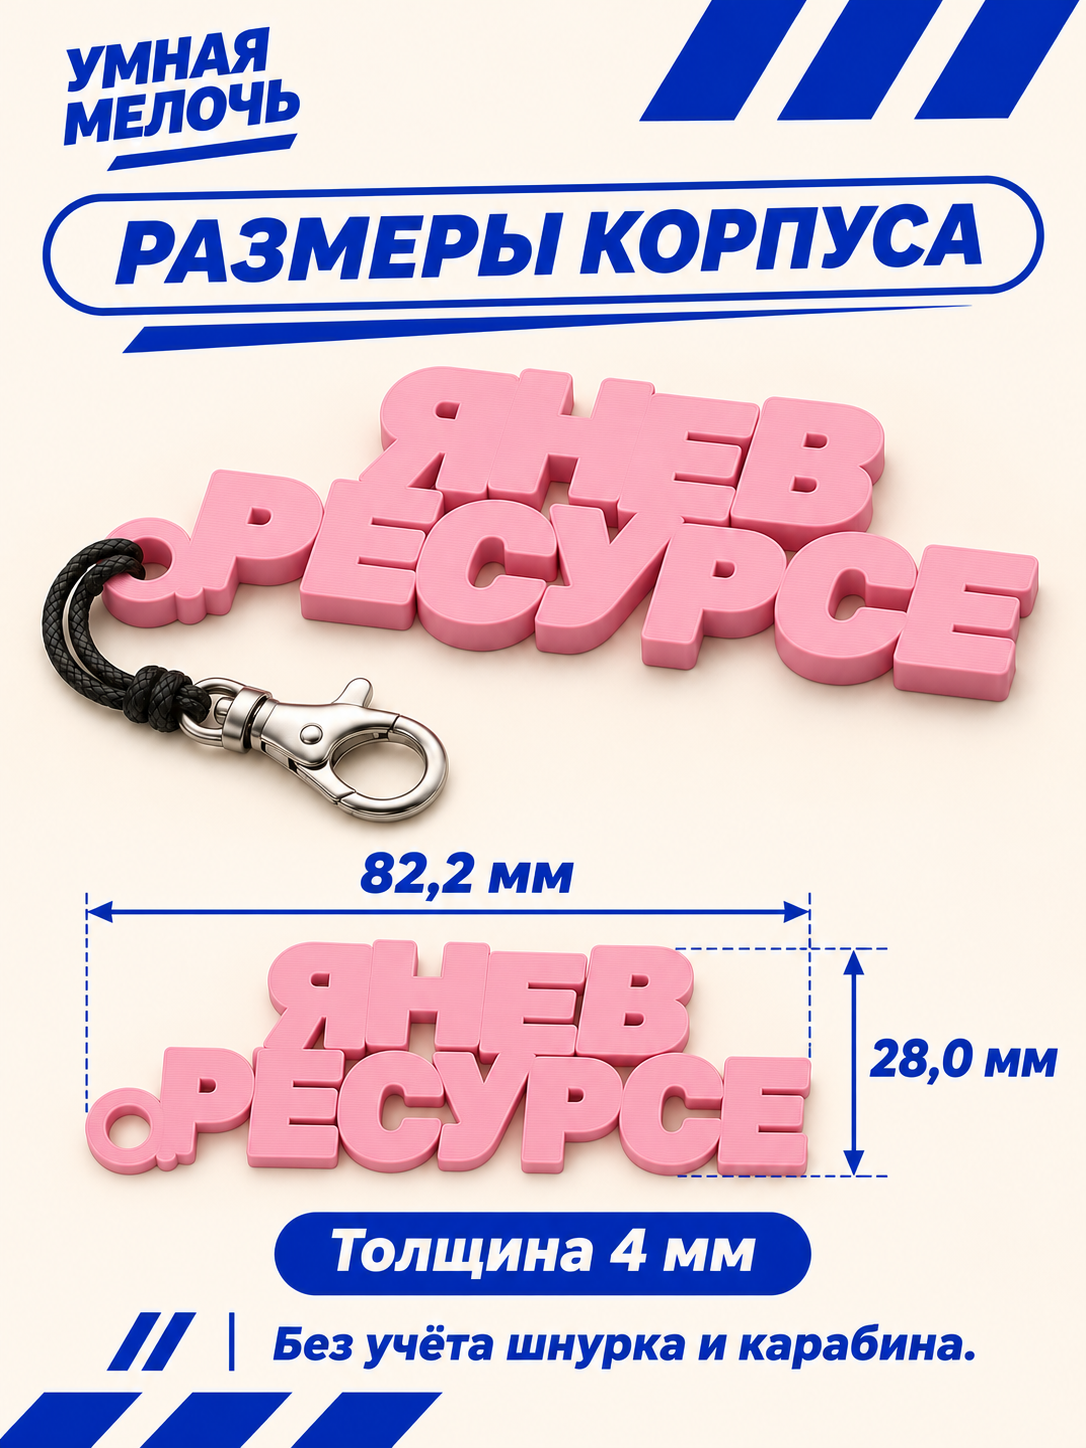 УМНАЯ
МЕЛОЧЬ
РАЗМЕРЫ КОРПУСА
ЯНЕВ
РЕСУРСЕ
82,2 мм
ЯНЕВ
РЕСУРСЕ
28,0 мм
Толщина 4 мм
Без учёта шнурка и карабина.